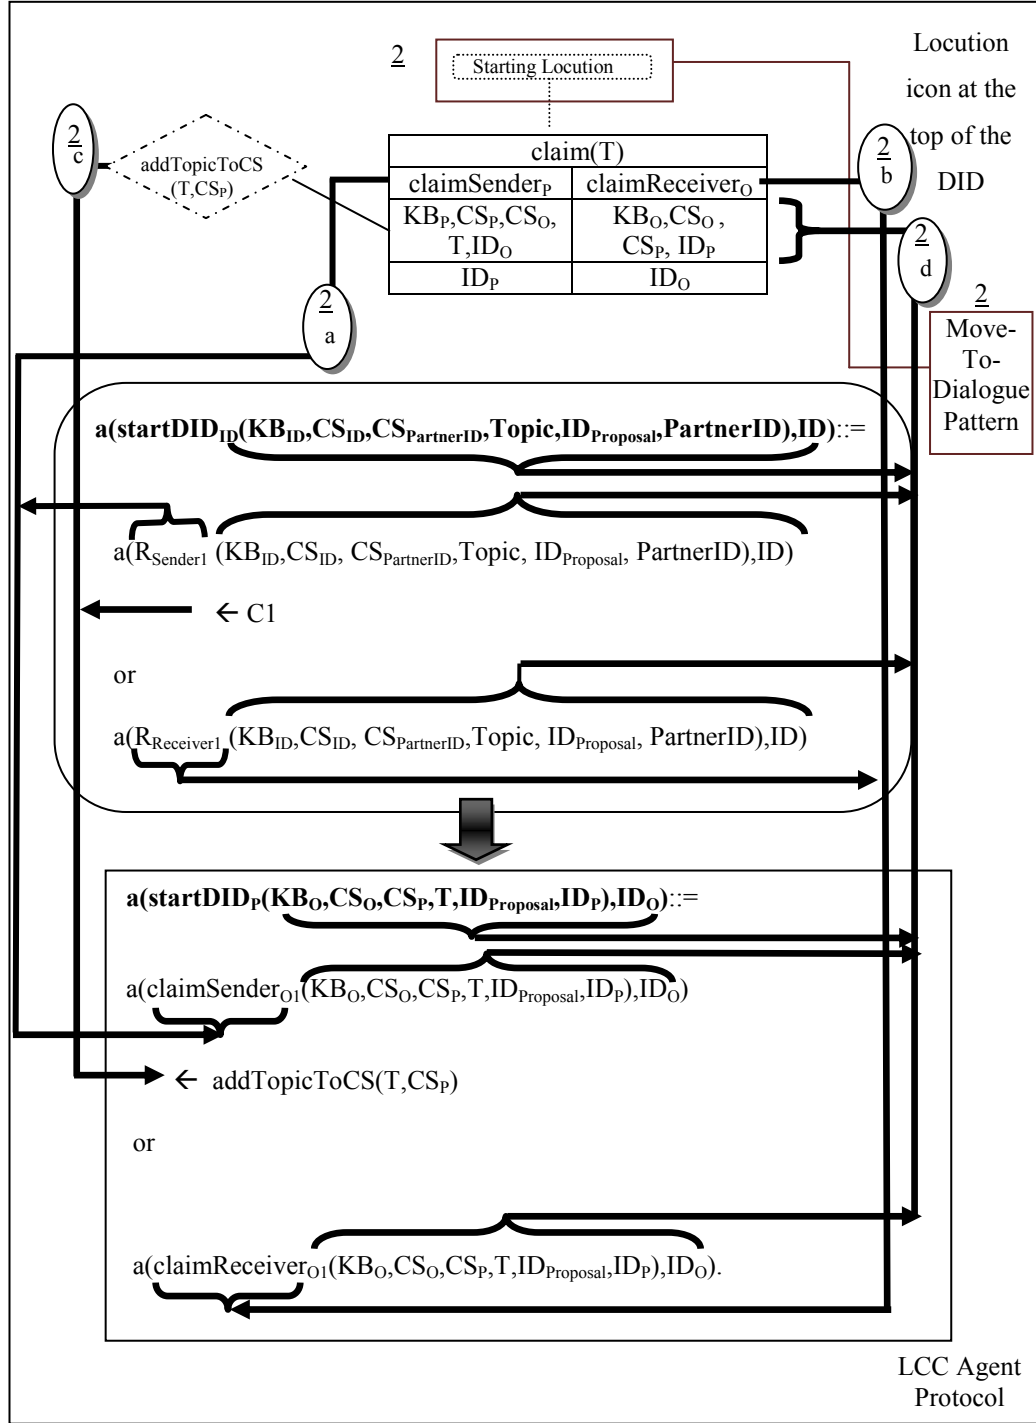 2
Starting Locution
Locution
icon at the
top of the
DID
2
c
addTopicToCS
(T,CSP)
claim(T)
claimSenderP
claimReceiverO
KBP,CSP,CSO,
T,IDO
KBO,CSO ,
CSP, IDP
IDP
IDO
2
b
2
d
2
a
2
Move-
To-
Dialogue
Pattern
a(startDIDID(KBID,CSID,CSPartnerID,Topic,IDProposal,PartnerID),ID)::=
a(RSender1 (KBID,CSID, CSPartnerID,Topic, IDProposal, PartnerID),ID)
← C1
or
a(RReceiver1 (KBID,CSID, CSPartnerID,Topic, IDProposal, PartnerID),ID)
a(startDIDP(KBO,CSO,CSP,T,IDProposal,IDP),IDO)::=
a(claimSenderO1(KBO,CSO,CSP,T,IDProposal,IDP),IDO)
← addTopicToCS(T,CSP)
or
a(claimReceiverO1(KBO,CSO,CSP,T,IDProposal,IDP),IDO).
LCC Agent
Protocol